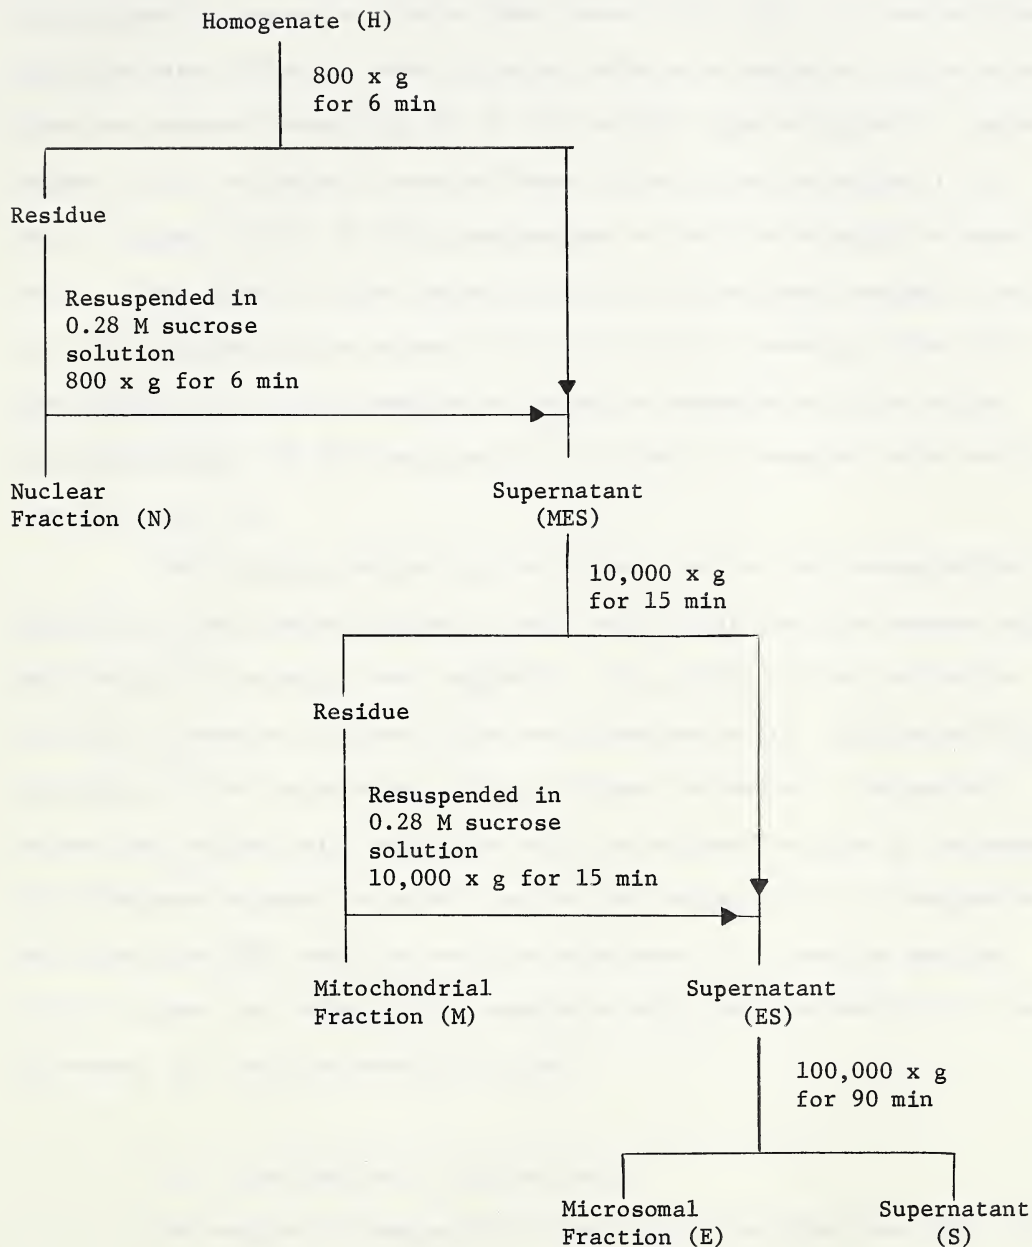 Homogenate (H)
800 x g
for 6 min
Residue
Resuspended in
0.28 M sucrose
solution
800 x g for 6 min
Nuclear
Fraction (N)
Supernatant
(MES)
10,000 x g
for 15 min
Residue
Resuspended in
0.28 M sucrose
solution
10,000 x g for 15 min
Mitochondrial
Fraction (M)
Supernatant
(ES)
100,000 x g
for 90 min
Microsomal
Fraction (E)
Supernatant
(S)